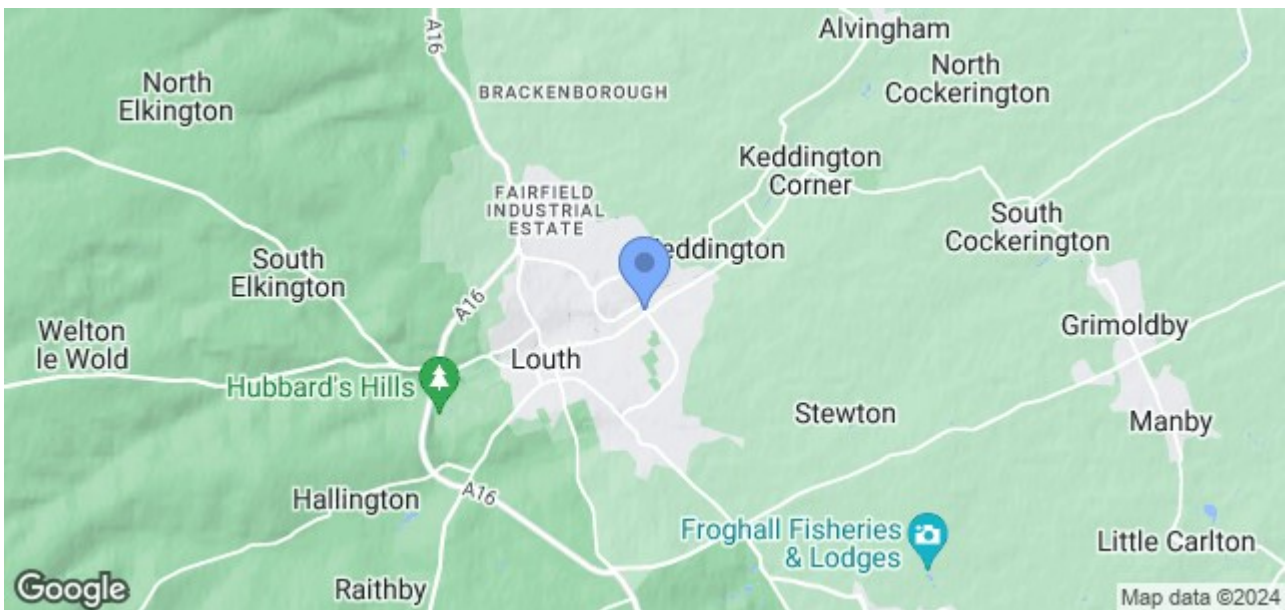 A16
Alvingham
North
Elkington
BRACKENBOROUGH
North
Cockerington
Keddington
Corner
FAIRFIELD
INDUSTRIAL
ESTATE
South
Cockerington
eddington
South
Elkington
A16
Grimoldby
Welton
le Wold
Louth
Hubbard's Hills
Stewton
Manby
Hallington
A16
Froghall Fisheries
& Lodges
Little Carlton
Raithby
Google
Map data ©2024